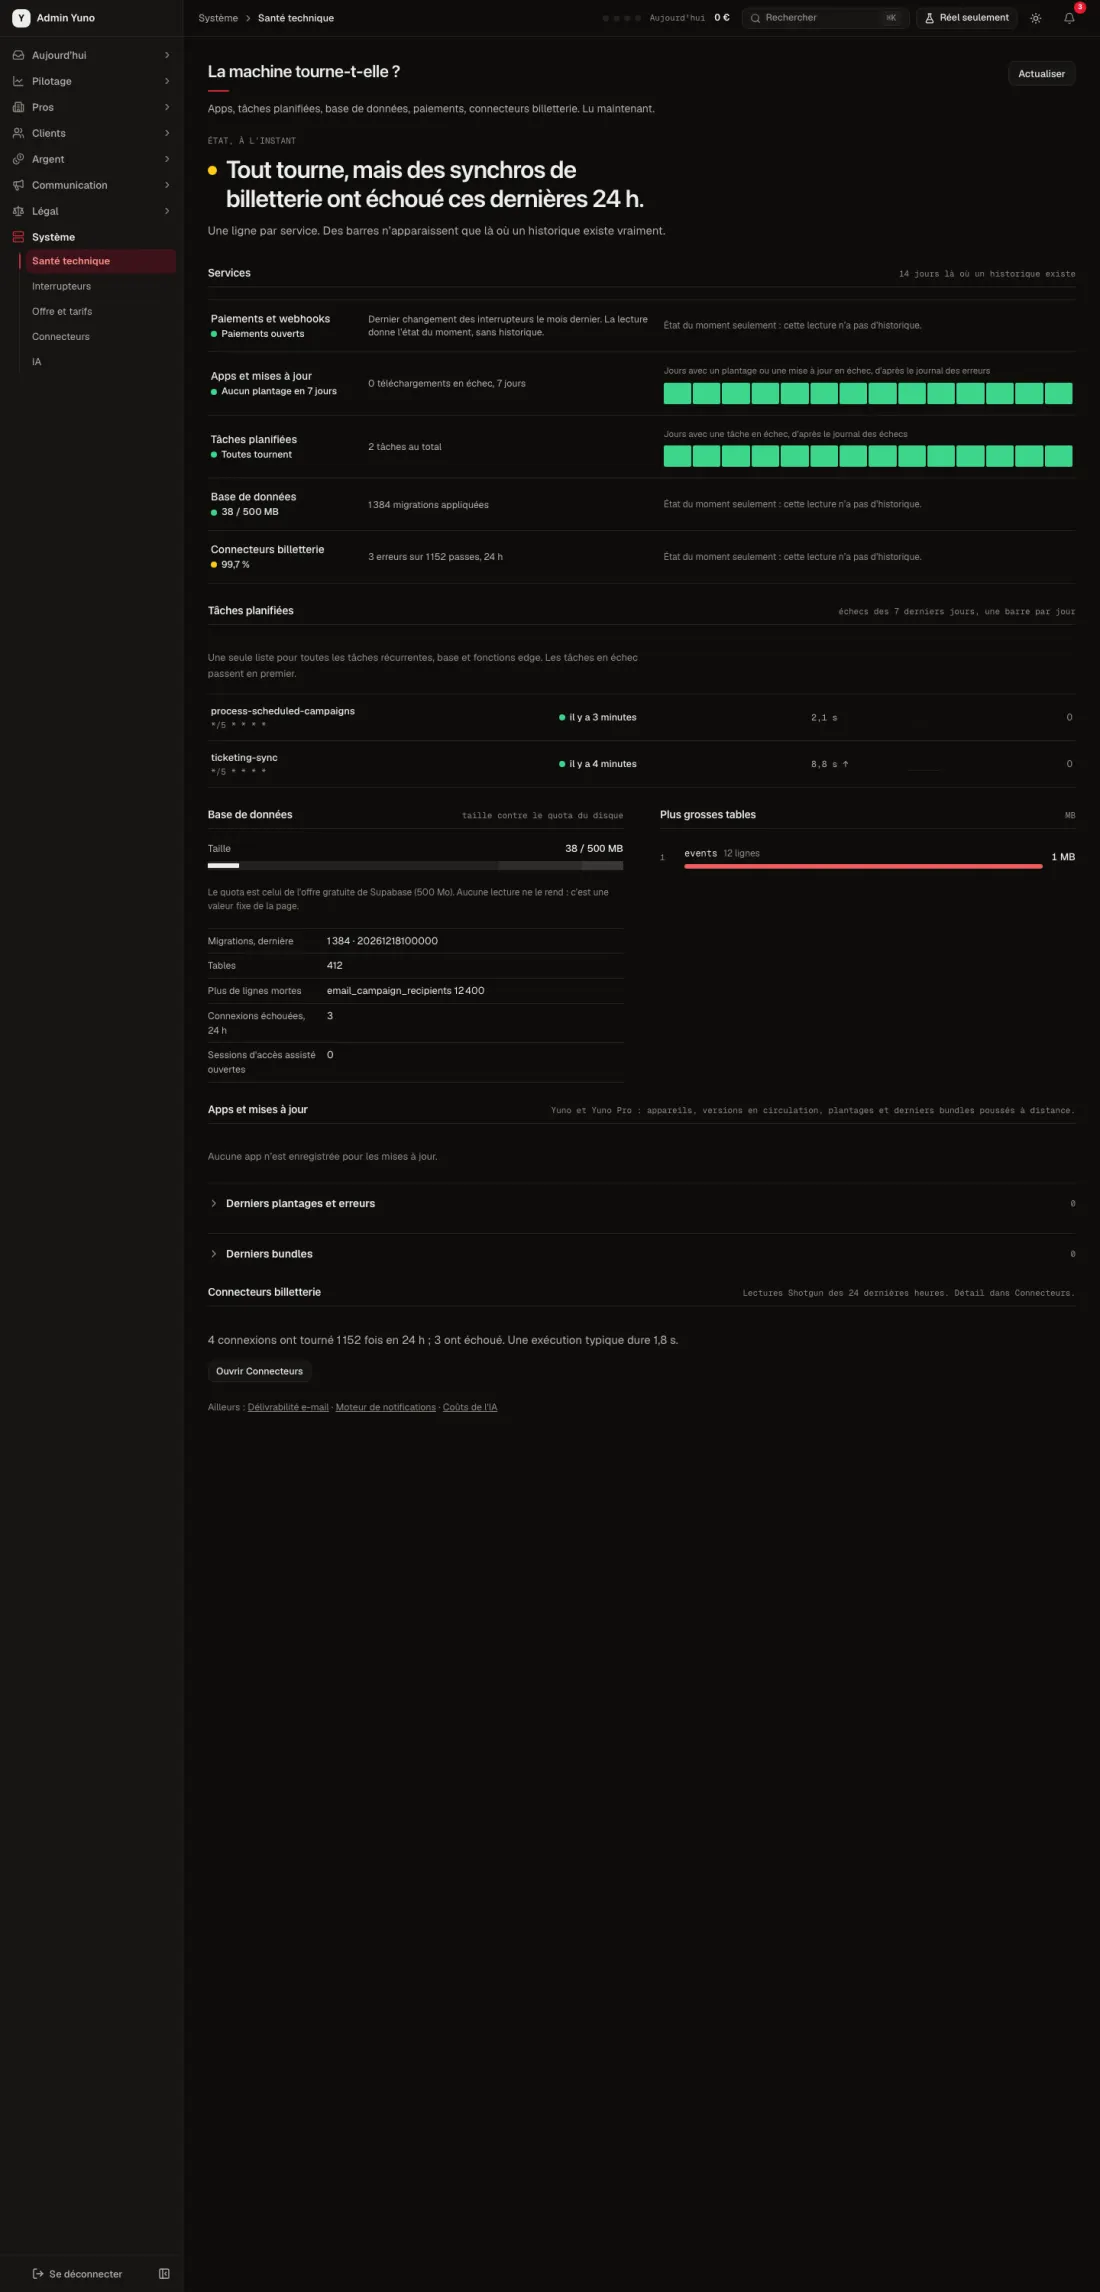 Y Admin Yuno
Aujourd'hui
Pilotage
Pros
Clients
Argent
Communication
Légal
Système
Santé technique
Interrupteurs
Offre et tarifs
Connecteurs
IA
Se déconnecter
Système > Santé technique
Aujourd'hui 0 €
Rechercher ⌘K
Réel seulement
3
La machine tourne-t-elle ?
Actualiser
Apps, tâches planifiées, base de données, paiements, connecteurs billetterie. Lu maintenant.
ÉTAT, À L'INSTANT
Tout tourne, mais des synchros de
billetterie ont échoué ces dernières 24 h.
Une ligne par service. Des barres n'apparaissent que là où un historique existe vraiment.
Services
14 jours là où un historique existe
Paiements et webhooks
Paiements ouverts
Dernier changement des interrupteurs le mois dernier. La lecture
donne l'état du moment, sans historique.
État du moment seulement : cette lecture n'a pas d'historique.
Apps et mises à jour
Aucun plantage en 7 jours
0 téléchargements en échec, 7 jours
Jours avec un plantage ou une mise à jour en échec, d'après le journal des erreurs
Tâches planifiées
Toutes tournent
2 tâches au total
Jours avec une tâche en échec, d'après le journal des échecs
Base de données
38 / 500 MB
1 384 migrations appliquées
État du moment seulement : cette lecture n'a pas d'historique.
Connecteurs billetterie
99,7 %
3 erreurs sur 1 152 passes, 24 h
État du moment seulement : cette lecture n'a pas d'historique.
Tâches planifiées
échecs des 7 derniers jours, une barre par jour
Une seule liste pour toutes les tâches récurrentes, base et fonctions edge. Les tâches en échec
passent en premier.
process-scheduled-campaigns
*/5 * * * *
il y a 3 minutes
2,1 s
0
ticketing-sync
*/5 * * * *
il y a 4 minutes
8,8 s ↑
0
Base de données
taille contre le quota du disque
Taille
38 / 500 MB
Le quota est celui de l'offre gratuite de Supabase (500 Mo). Aucune lecture ne le rend : c'est une
valeur fixe de la page.
Migrations, dernière
1 384 · 20261218100000
Tables
412
Plus de lignes mortes
email_campaign_recipients 12 400
Connexions échouées,
24 h
3
Sessions d'accès assisté
ouvertes
0
Plus grosses tables
MB
1
events 12 lignes
1 MB
Apps et mises à jour
Yuno et Yuno Pro : appareils, versions en circulation, plantages et derniers bundles poussés à distance.
Aucune app n'est enregistrée pour les mises à jour.
Derniers plantages et erreurs
0
Derniers bundles
0
Connecteurs billetterie
Lectures Shotgun des 24 dernières heures. Détail dans Connecteurs.
4 connexions ont tourné 1 152 fois en 24 h ; 3 ont échoué. Une exécution typique dure 1,8 s.
Ouvrir Connecteurs
Ailleurs : Délivrabilité e-mail · Moteur de notifications · Coûts de l'IA